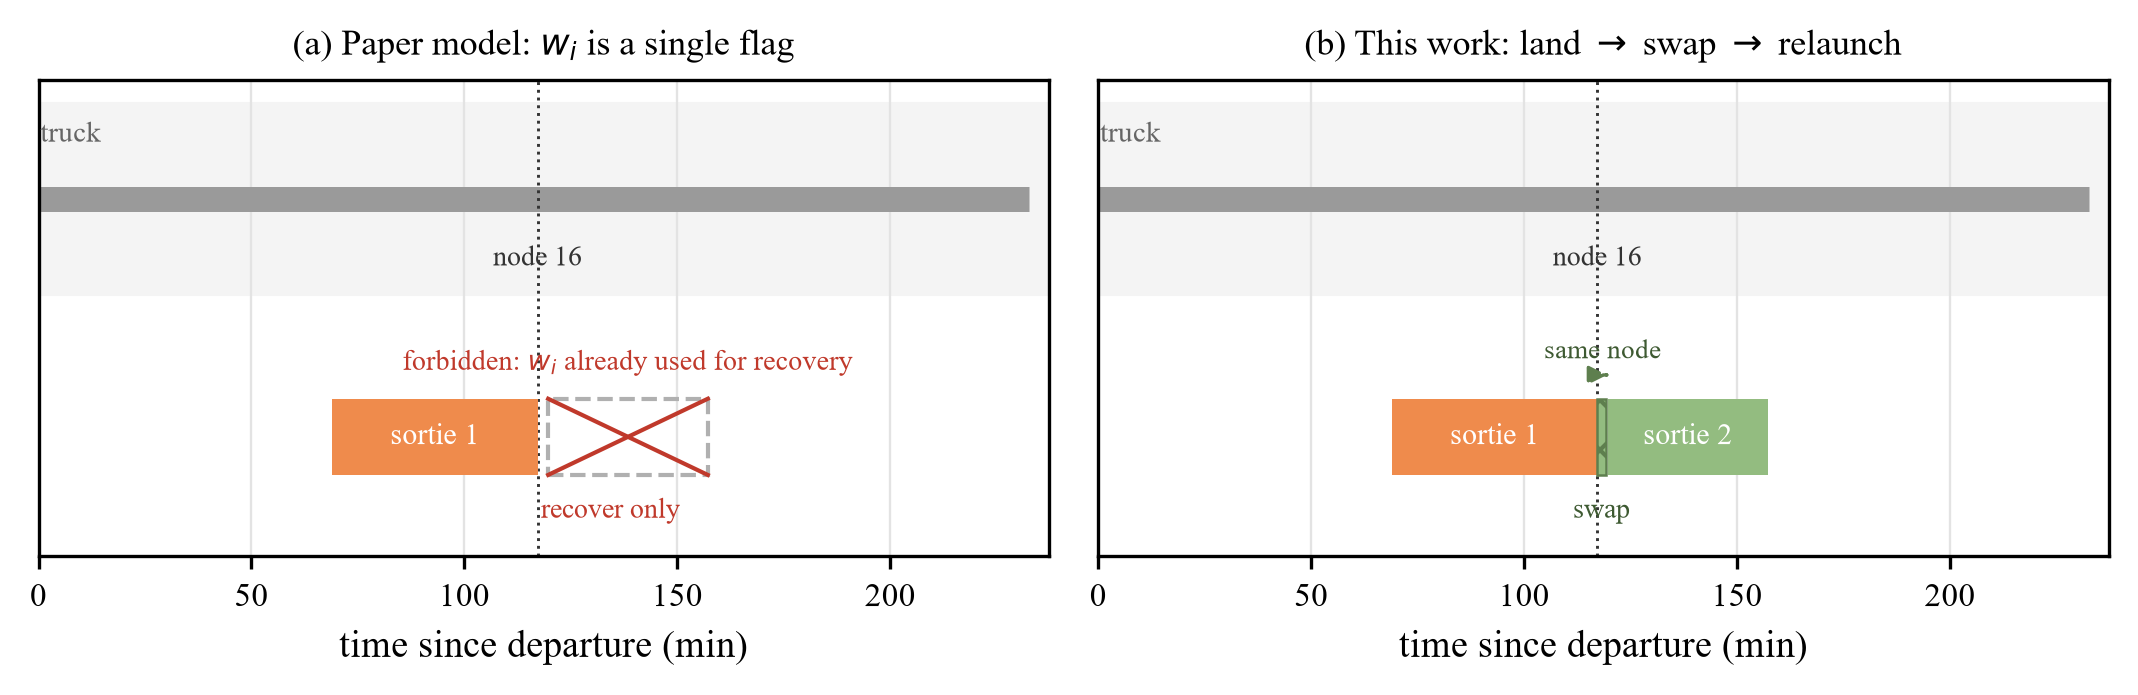 (a) Paper model: wᵢ is a single flag
truck
node 16
forbidden: wᵢ already used for recovery
sortie 1
recover only
0 50 100 150 200
time since departure (min)
(b) This work: land → swap → relaunch
truck
node 16
same node
sortie 1 sortie 2
swap
0 50 100 150 200
time since departure (min)